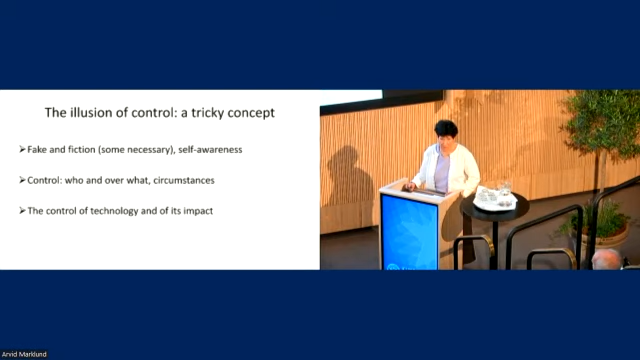 The illusion of control: a tricky concept
➢Fake and fiction (some necessary), self-awareness
➢Control: who and over what, circumstances
➢The control of technology and of its impact
Arvid Marklund